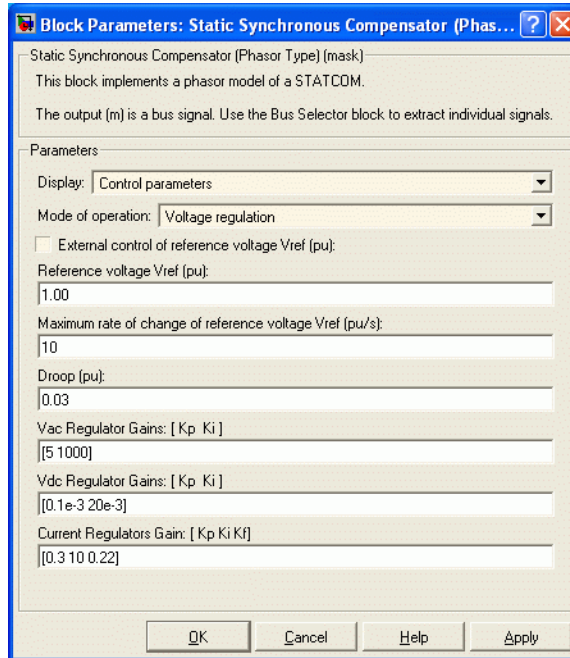 Block Parameters: Static Synchronous Compensator (Phas...
Static Synchronous Compensator (Phasor Type) (mask)
This block implements a phasor model of a STATCOM.
The output (m) is a bus signal. Use the Bus Selector block to extract individual signals.
Parameters
Display: Control parameters
Mode of operation: Voltage regulation
External control of reference voltage Vref (pu):
Reference voltage Vref (pu):
1.00
Maximum rate of change of reference voltage Vref (pu/s):
10
Droop (pu):
0.03
Vac Regulator Gains: [ Kp Ki ]
[5 1000]
Vdc Regulator Gains: [ Kp Ki ]
[0.1e-3 20e-3]
Current Regulators Gain: [ Kp Ki Kf]
[0.3 10 0.22]
OK Cancel Help Apply